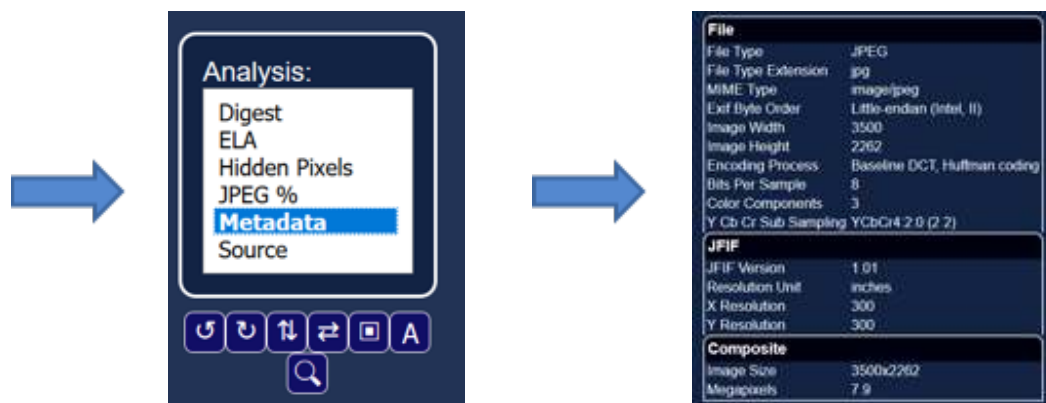 Analysis:
Digest
ELA
Hidden Pixels
JPEG %
Metadata
Source
A
File
File Type JPEG
File Type Extension jpg
MIME Type image/jpeg
Exif Byte Order Little-endian (Intel, II)
Image Width 3500
Image Height 2262
Encoding Process Baseline DCT, Huffman coding
Bits Per Sample 8
Color Components 3
Y Cb Cr Sub Sampling YCbCr4:2:0 (2 2)
JFIF
JFIF Version 1.01
Resolution Unit inches
X Resolution 300
Y Resolution 300
Composite
Image Size 3500x2262
Megapixels 7.9